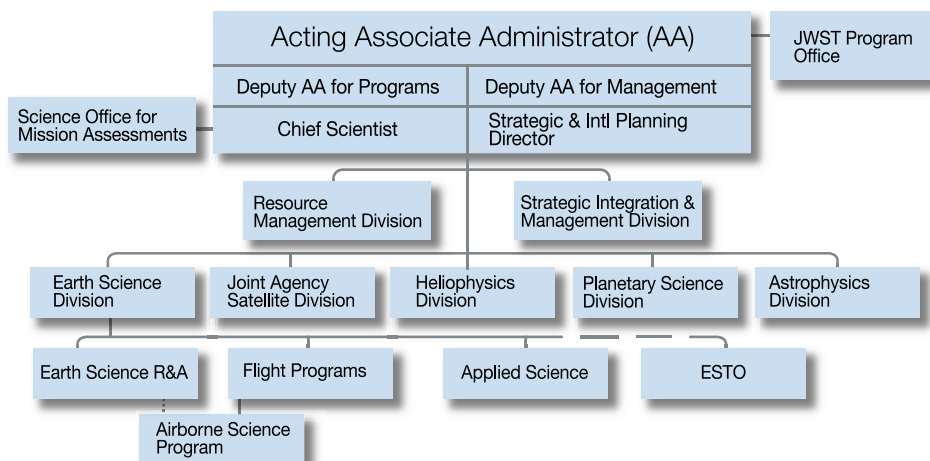 Acting Associate Administrator (AA)
JWST Program
Office
Deputy AA for Programs
Deputy AA for Management
Science Office for
Mission Assessments
Chief Scientist
Strategic & Intl Planning
Director
Resource
Management Division
Strategic Integration &
Management Division
Earth Science
Division
Joint Agency
Satellite Division
Heliophysics
Division
Planetary Science
Division
Astrophysics
Division
Earth Science R&A
Flight Programs
Applied Science
ESTO
Airborne Science
Program